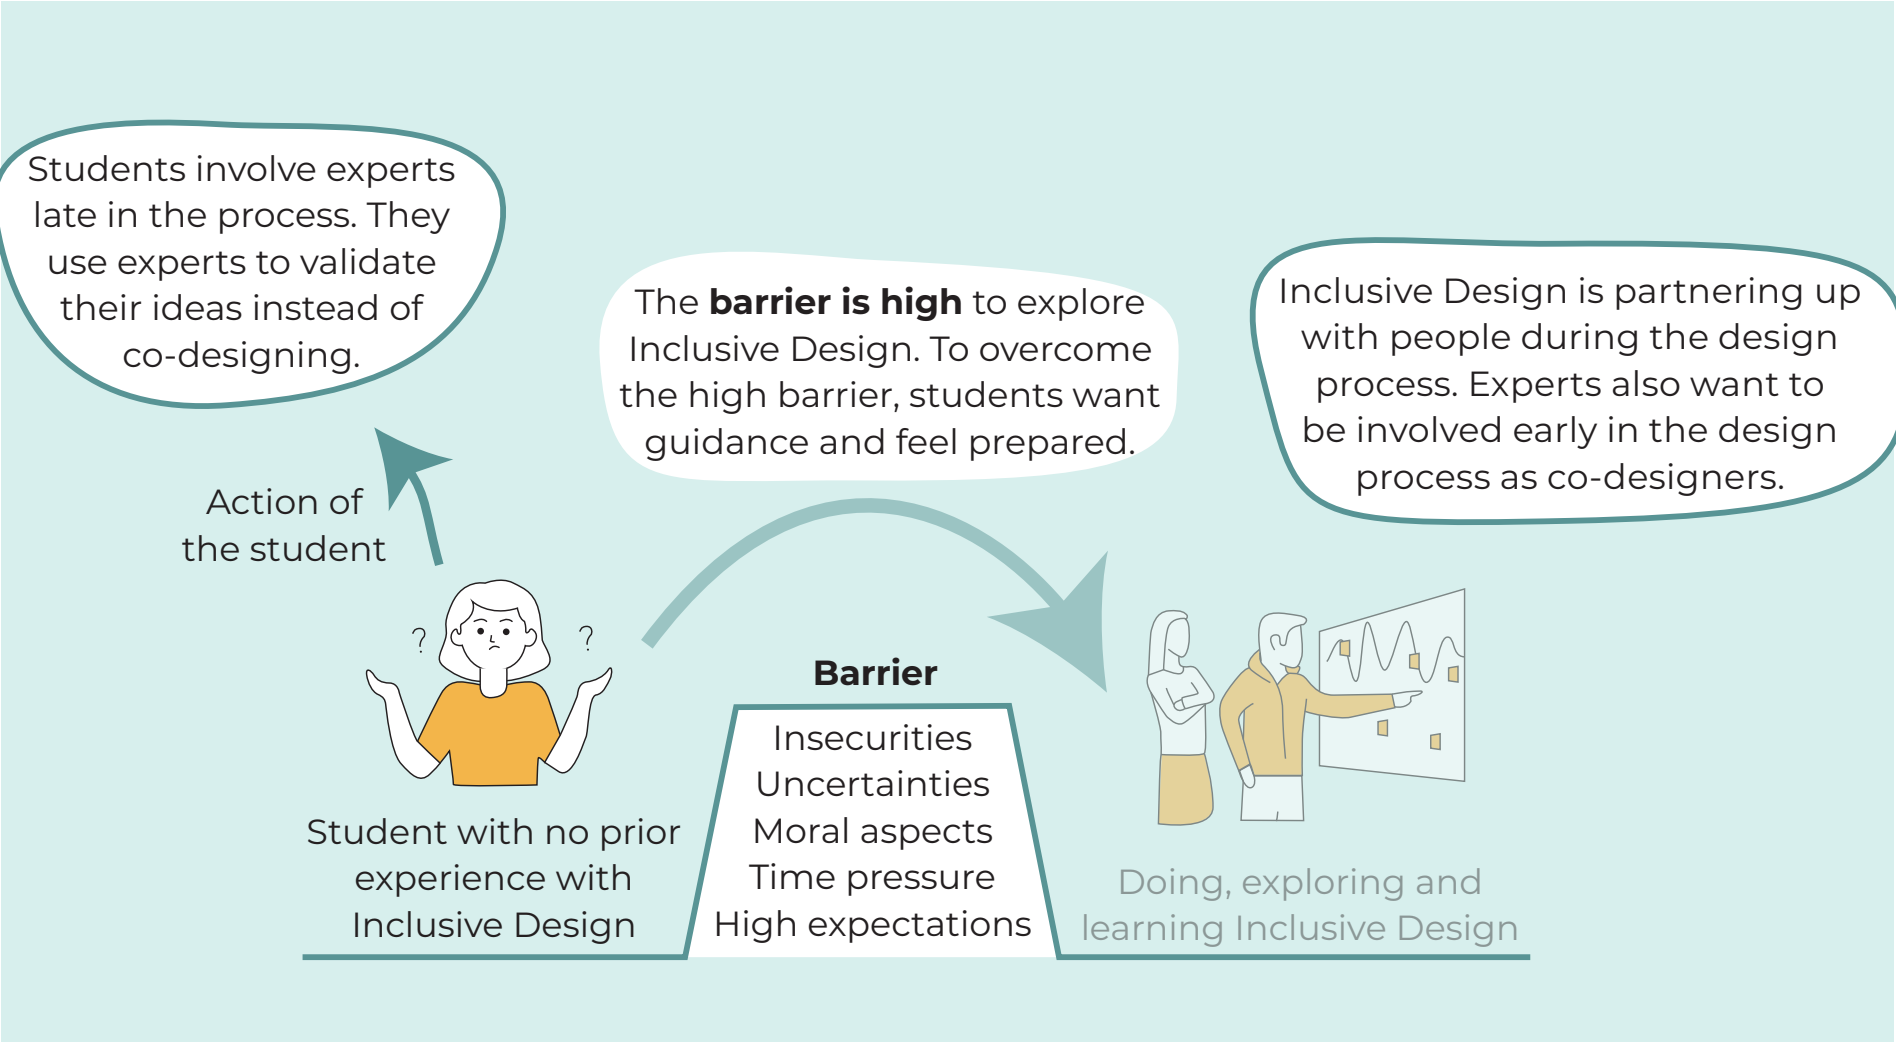 Students involve experts
late in the process. They
use experts to validate
their ideas instead of
co-designing.
The barrier is high to explore
Inclusive Design. To overcome
the high barrier, students want
guidance and feel prepared.
Inclusive Design is partnering up
with people during the design
process. Experts also want to
be involved early in the design
process as co-designers.
Action of
the student
?
?
Student with no prior
experience with
Inclusive Design
Barrier
Insecurities
Uncertainties
Moral aspects
Time pressure
High expectations
Doing, exploring and
learning Inclusive Design